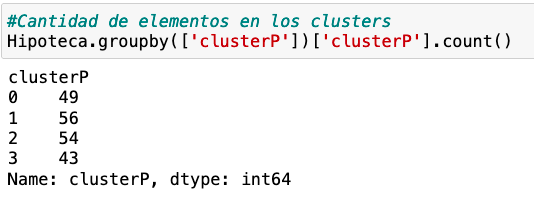 #Cantidad de elementos en los clusters
Hipoteca.groupby(['clusterP'])['clusterP'].count()
clusterP
0    49
1    56
2    54
3    43
Name: clusterP, dtype: int64